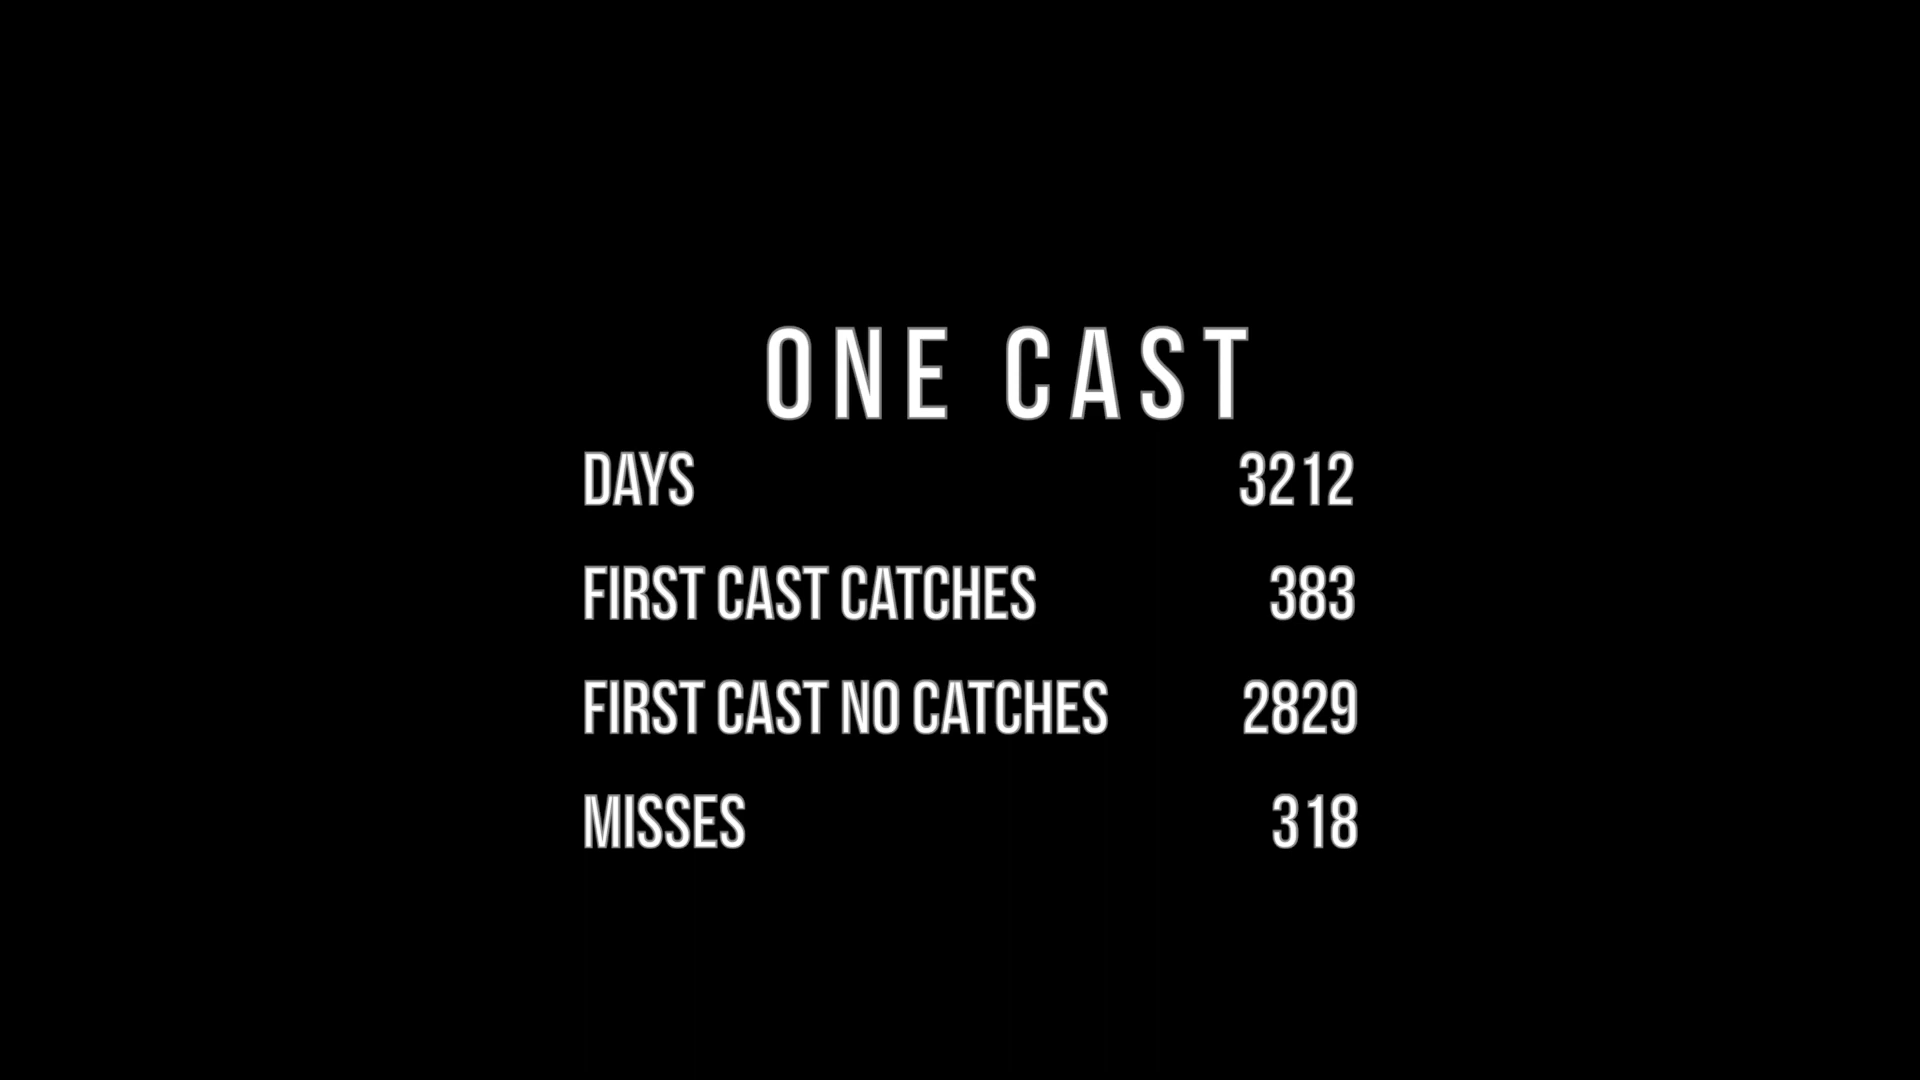 ONE CAST
DAYS 3212
FIRST CAST CATCHES 383
FIRST CAST NO CATCHES 2829
MISSES 318